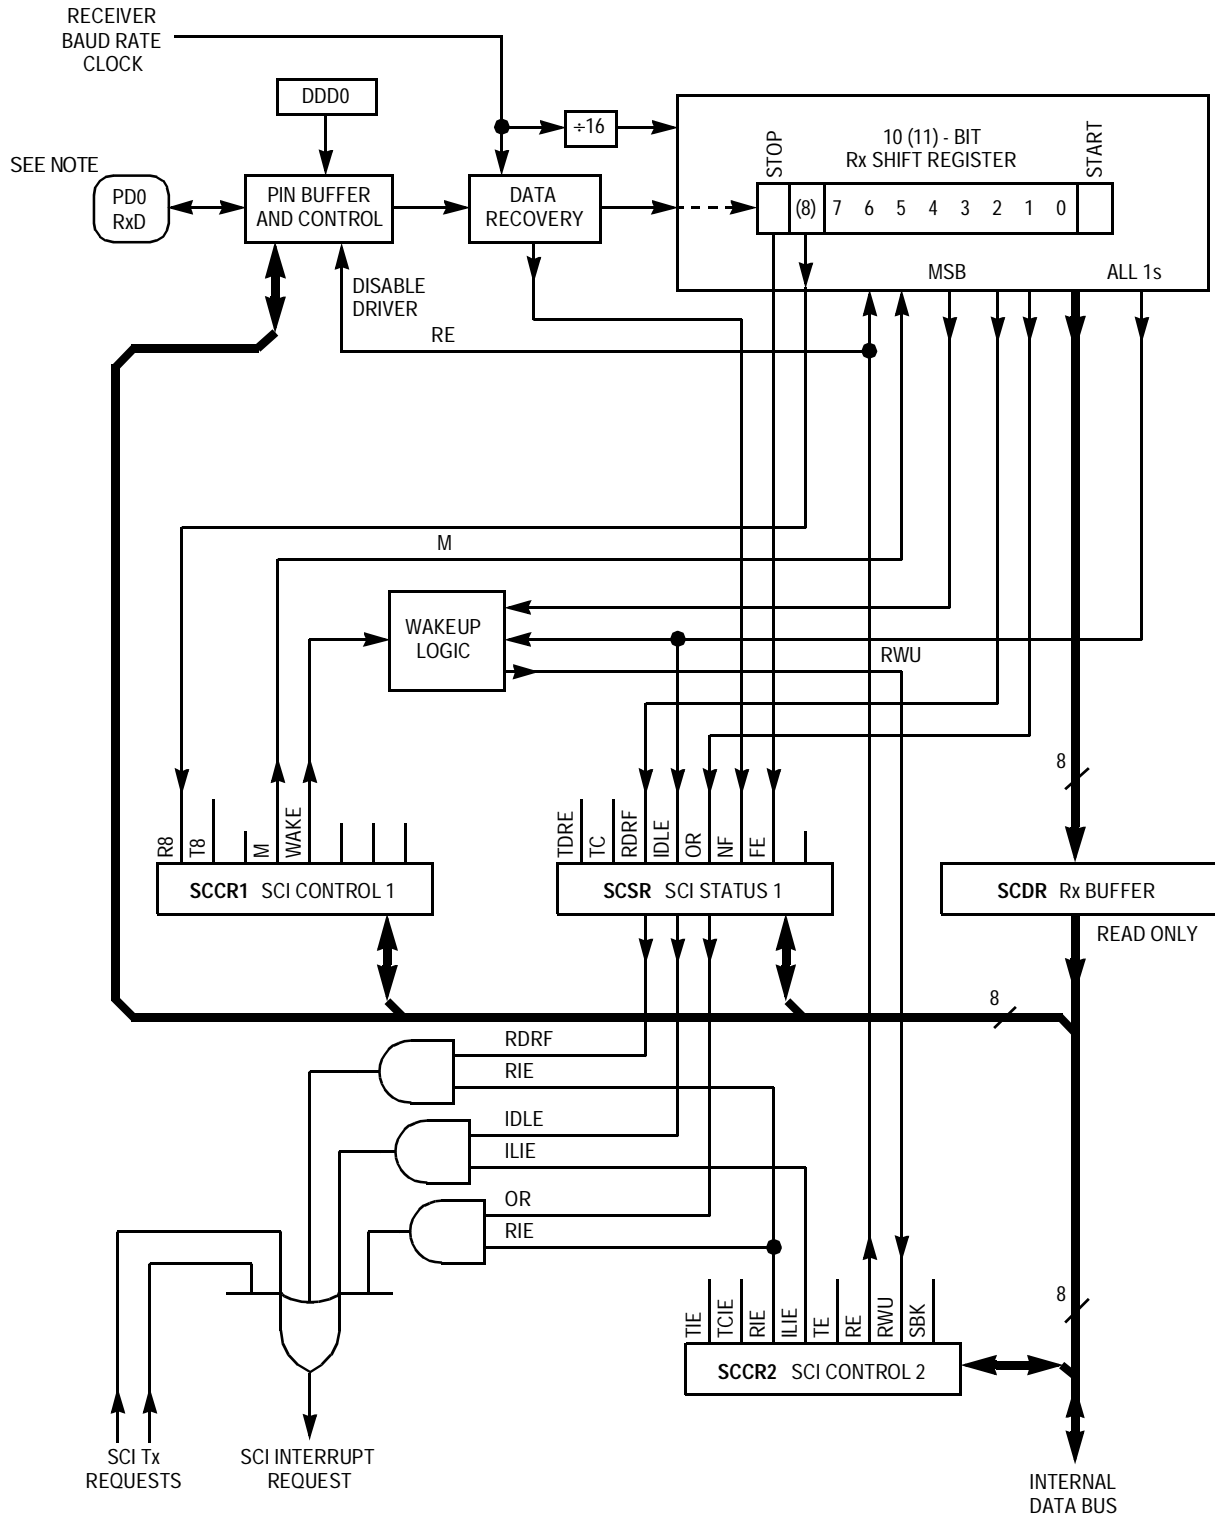 RECEIVER
BAUD RATE
CLOCK
DDD0
÷16
STOP
10 (11) - BIT
Rx SHIFT REGISTER
START
SEE NOTE
PD0
RxD
PIN BUFFER
AND CONTROL
DATA
RECOVERY
(8) 7 6 5 4 3 2 1 0
MSB
ALL 1s
DISABLE
DRIVER
RE
M
WAKEUP
LOGIC
RWU
8
R8 T8 M WAKE
TDRE TC RDRF IDLE OR NF FE
SCCR1 SCI CONTROL 1
SCSR SCI STATUS 1
SCDR Rx BUFFER
READ ONLY
8
RDRF
RIE
IDLE
ILIE
OR
RIE
8
TIE TCIE RIE ILIE TE RE RWU SBK
SCCR2 SCI CONTROL 2
SCI Tx
REQUESTS
SCI INTERRUPT
REQUEST
INTERNAL
DATA BUS